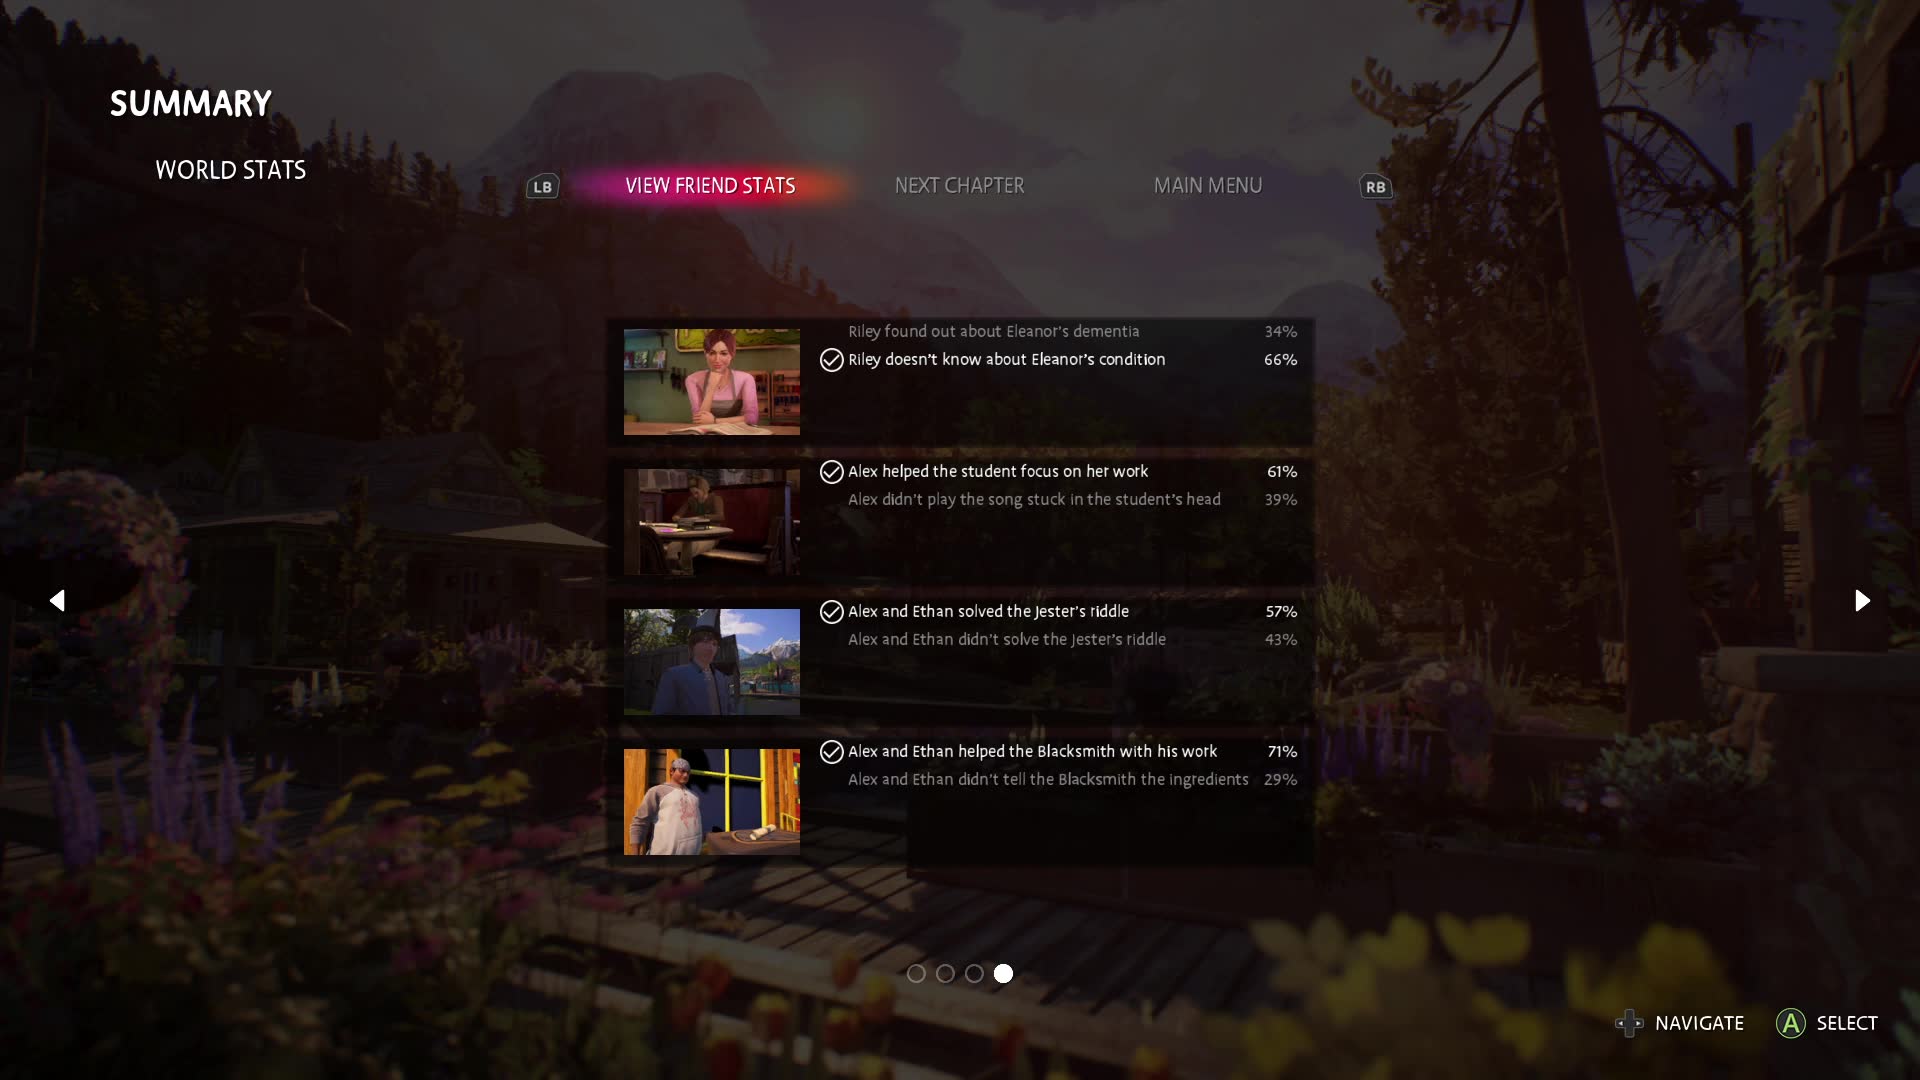 SUMMARY
WORLD STATS
LB
VIEW FRIEND STATS
NEXT CHAPTER
MAIN MENU
RB
Riley found out about Eleanor's dementia 34%
Riley doesn't know about Eleanor's condition 66%
Alex helped the student focus on her work 61%
Alex didn't play the song stuck in the student's head 39%
Alex and Ethan solved the Jester's riddle 57%
Alex and Ethan didn't solve the Jester's riddle 43%
Alex and Ethan helped the Blacksmith with his work 71%
Alex and Ethan didn't tell the Blacksmith the ingredients 29%
NAVIGATE
A SELECT